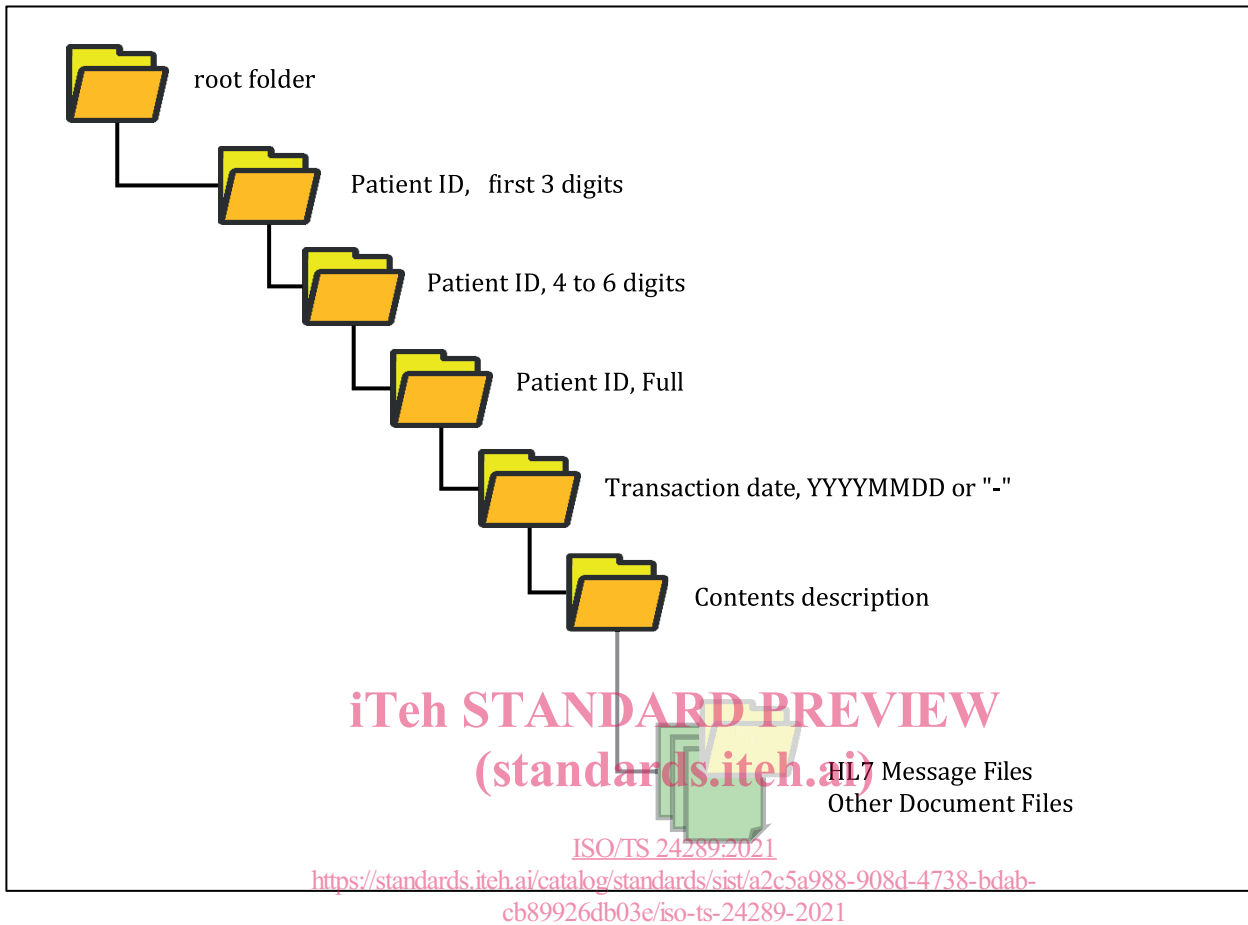 root folder
Patient ID, first 3 digits
Patient ID, 4 to 6 digits
Patient ID, Full
Transaction date, YYYYMMDD or "-"
Contents description
iTeh STANDARD PREVIEW
(standards.iteh.ai)
HL7 Message Files
Other Document Files
ISO/TS 24289:2021
https://standards.iteh.ai/catalog/standards/sist/a2c5a988-908d-4738-bdab-
cb89926db03e/iso-ts-24289-2021